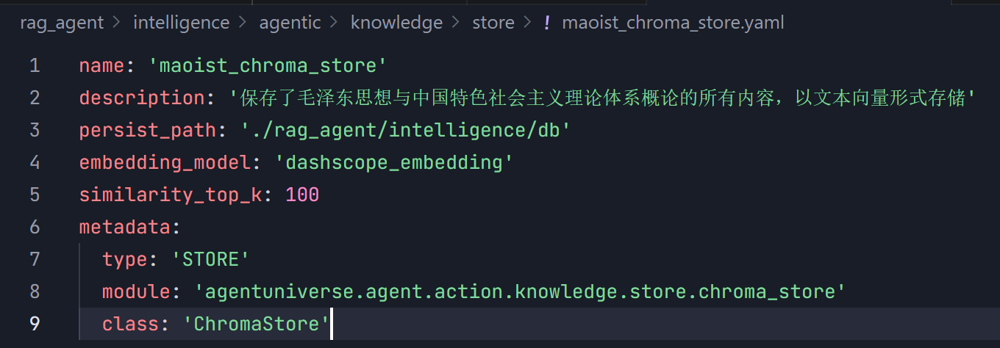 rag_agent > intelligence > agentic > knowledge > store > ! maoist_chroma_store.yaml
1 name: 'maoist_chroma_store'
2 description: '保存了毛泽东思想与中国特色社会主义理论体系概论的所有内容，以文本向量形式存储'
3 persist_path: './rag_agent/intelligence/db'
4 embedding_model: 'dashscope_embedding'
5 similarity_top_k: 100
6 metadata:
7 type: 'STORE'
8 module: 'agentuniverse.agent.action.knowledge.store.chroma_store'
9 class: 'ChromaStore'